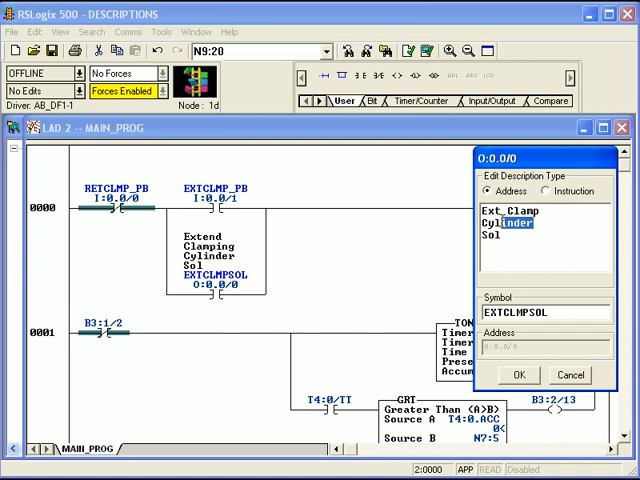 RSLogix 500 - DESCRIPTIONS
File Edit View Search Comms Tools Window Help
N9:20
OFFLINE
No Forces
No Edits
Forces Enabled
Driver: AB_DF1-1
Node: 1d
ABL ABS
User Bit Timer/Counter Input/Output Compare
LAD 2 -- MAIN_PROG
0000
RETCLMP_PB
I:0.0/0
EXTCLMP_PB
I:0.0/1
Extend
Clamping
Cylinder
Sol
EXTCLMPSOL
O:0.0/0
0001
B3:1/2
TON
Timer
Timer
Time
Prese
Accum
T4:0/TT
GRT
Greater Than (A>B)
Source A T4:0.ACC
0<
Source B N7:5
B3:2/13
O:0.0/0
Edit Description Type
Address
Instruction
Ext. Clamp
Cylinder
Sol
Symbol
EXTCLMPSOL
Address
O:0.0/0
OK
Cancel
MAIN_PROG
2:0000 APP READ Disabled